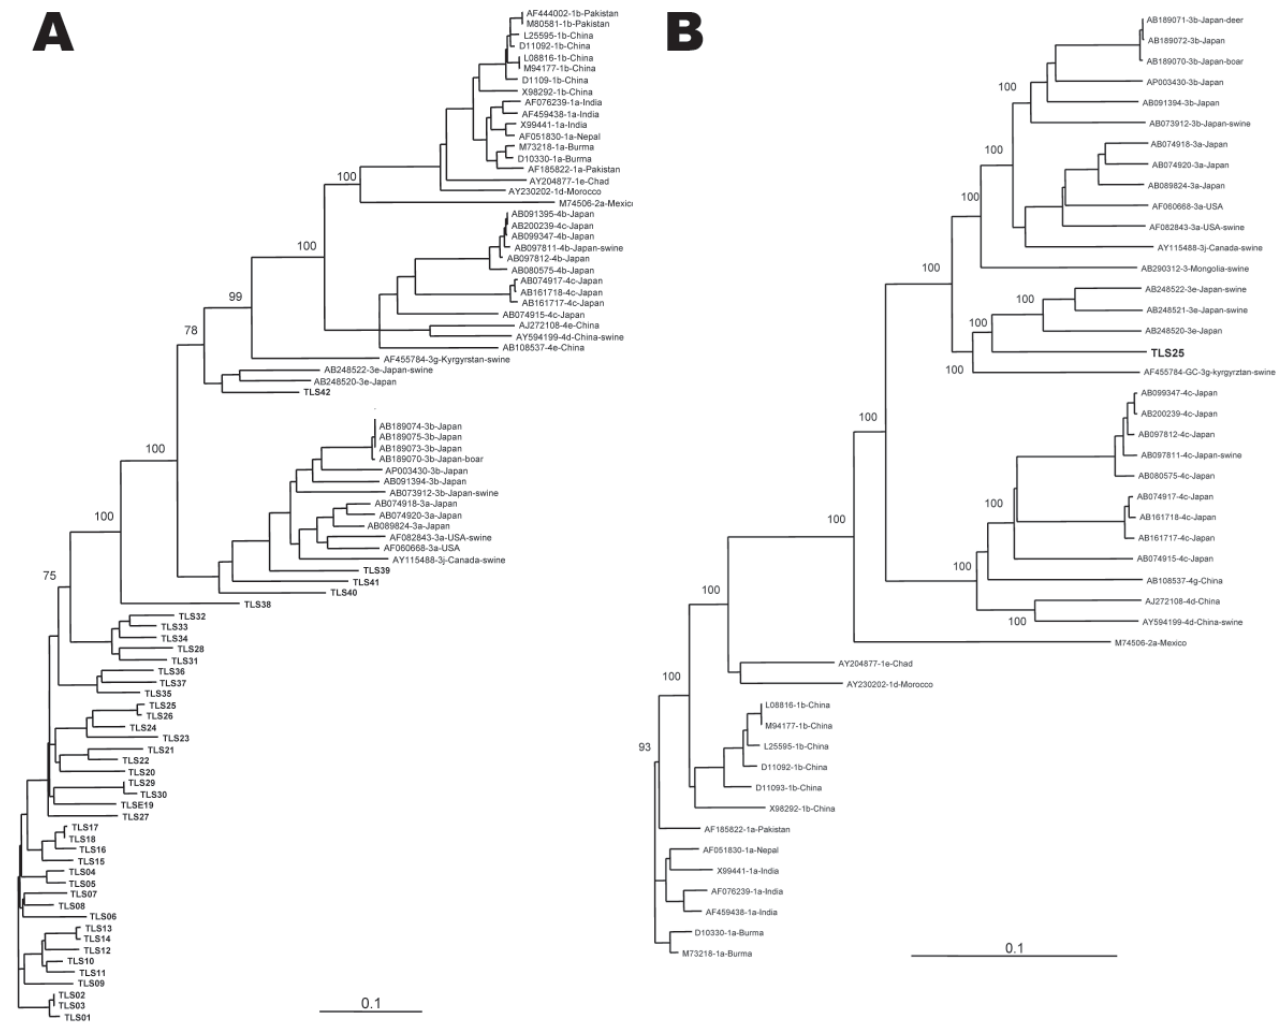 A
AF444002-1b-Pakistan
M80581-1b-Pakistan
L25595-1b-China
D11092-1b-China
L08816-1b-China
M94177-1b-China
D1109-1b-China
X98292-1b-China
AF076239-1a-India
AF459438-1a-India
X99441-1a-India
AF051830-1a-Nepal
M73218-1a-Burma
D10330-1a-Burma
AF185822-1a-Pakistan
AY204877-1e-Chad
100
AY230202-1d-Morocco
M74506-2a-Mexic
AB091395-4b-Japan
AB200239-4c-Japan
AB099347-4b-Japan
100
AB097811-4b-Japan-swine
AB097812-4b-Japan
AB080575-4b-Japan
AB074917-4c-Japan
AB161718-4c-Japan
99
AB161717-4c-Japan
AB074915-4c-Japan
AJ272108-4e-China
78
AY594199-4d-China-swine
AB108537-4e-China
AF455784-3g-Kyrgyrstan-swine
AB248522-3e-Japan-swine
AB248520-3e-Japan
TLS42
AB189074-3b-Japan
AB189075-3b-Japan
100
AB189073-3b-Japan
AB189070-3b-Japan-boar
AP003430-3b-Japan
AB091394-3b-Japan
AB073912-3b-Japan-swine
AB074918-3a-Japan
100
AB074920-3a-Japan
AB089824-3a-Japan
AF082843-3a-USA-swine
AF060668-3a-USA
AY115488-3j-Canada-swine
75
TLS39
TLS41
TLS40
TLS38
TLS32
TLS33
TLS34
TLS28
TLS31
TLS36
TLS37
TLS35
TLS25
TLS26
TLS24
TLS23
TLS21
TLS22
TLS20
TLS29
TLS30
TLSE19
TLS27
TLS17
TLS18
TLS16
TLS15
TLS04
TLS05
TLS07
TLS08
TLS06
TLS13
TLS14
TLS12
TLS10
TLS11
TLS09
TLS02
TLS03
TLS01
0.1
B
AB189071-3b-Japan-deer
AB189072-3b-Japan
AB189070-3b-Japan-boar
AP003430-3b-Japan
100
AB091394-3b-Japan
AB073912-3b-Japan-swine
AB074918-3a-Japan
100
AB074920-3a-Japan
AB089824-3a-Japan
100
AF060668-3a-USA
AF082843-3a-USA-swine
AY115488-3j-Canada-swine
100
AB290312-3-Mongolia-swine
AB248522-3e-Japan-swine
100
AB248521-3e-Japan-swine
100
AB248520-3e-Japan
TLS25
100
AF455784-GC-3g-kyrgyrztan-swine
AB099347-4c-Japan
AB200239-4c-Japan
100
AB097812-4c-Japan
AB097811-4c-Japan-swine
AB080575-4c-Japan
AB074917-4c-Japan
100
AB161718-4c-Japan
100
AB161717-4c-Japan
AB074915-4c-Japan
100
AB108537-4g-China
100
AJ272108-4d-China
100
AY594199-4d-China-swine
M74506-2a-Mexico
AY204877-1e-Chad
100
AY230202-1d-Morocco
L08816-1b-China
M94177-1b-China
93
L25595-1b-China
D11092-1b-China
D11093-1b-China
X98292-1b-China
AF185822-1a-Pakistan
AF051830-1a-Nepal
X99441-1a-India
AF076239-1a-India
AF459438-1a-India
D10330-1a-Burma
M73218-1a-Burma
0.1